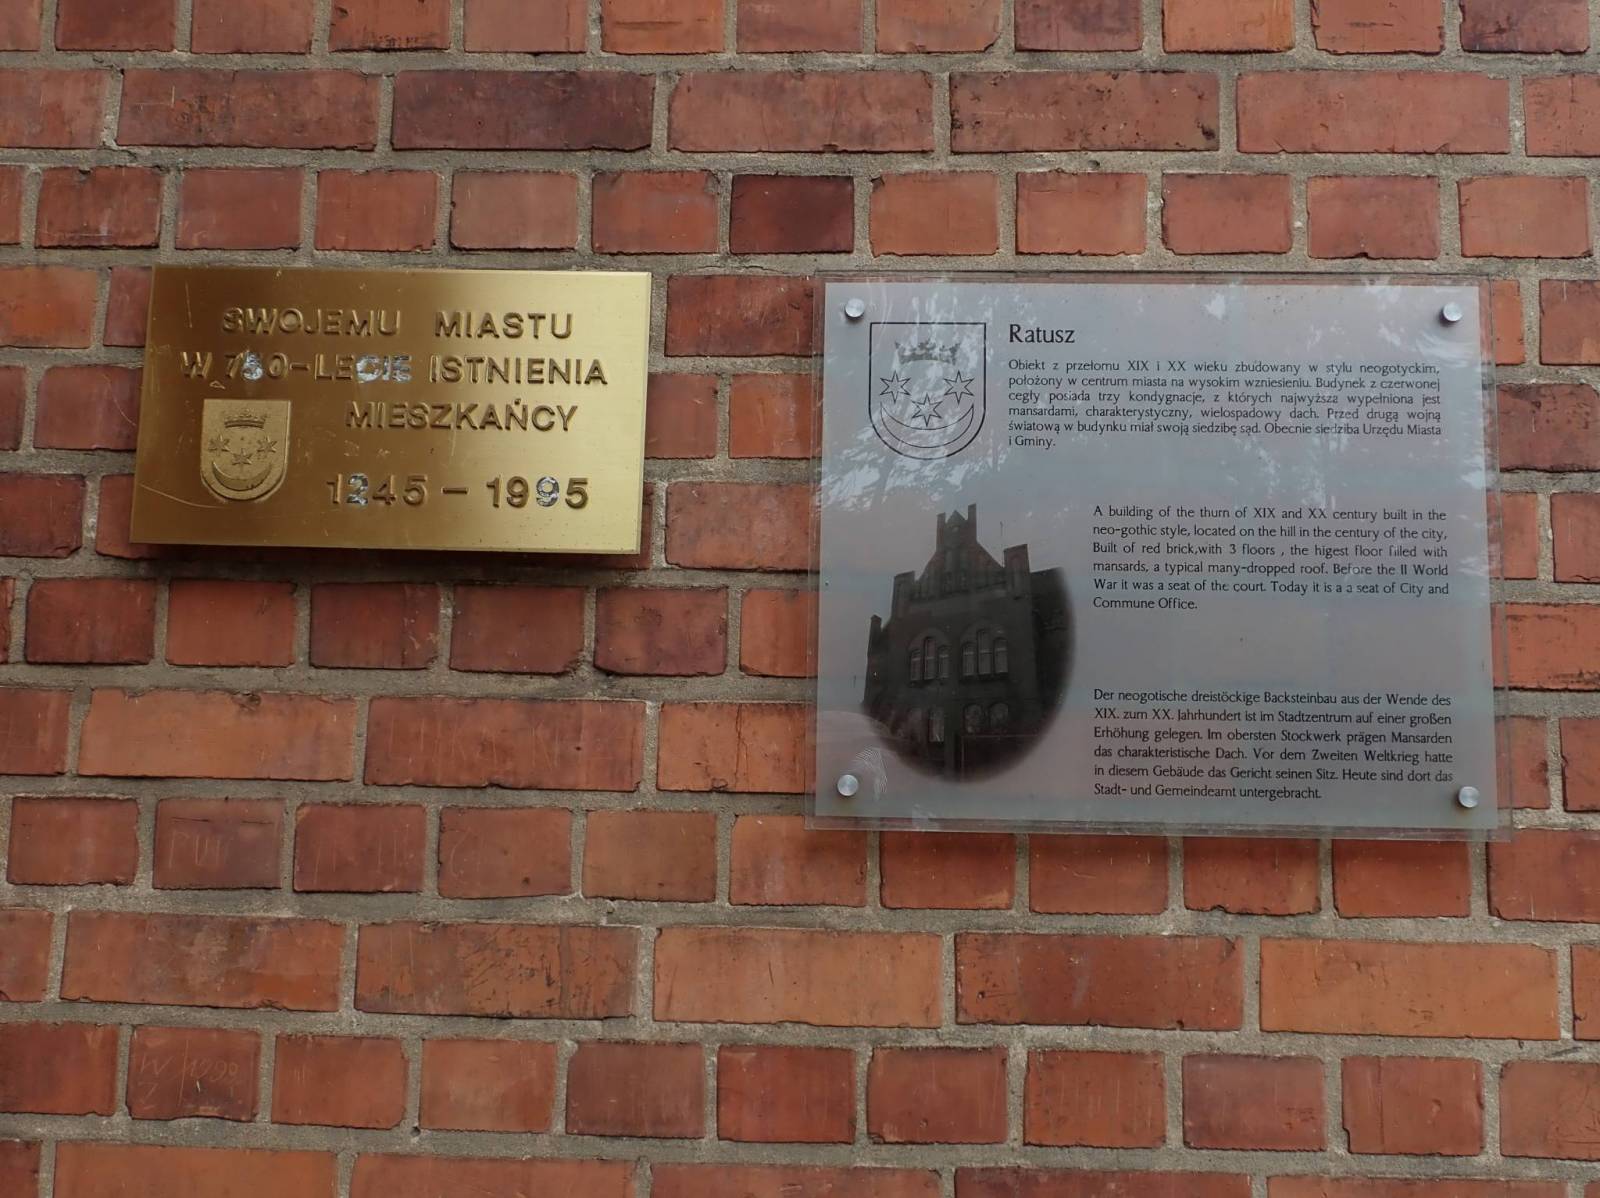 SWOJEMU MIASTU
W 750-LECIE ISTNIENIA
MIESZKAŃCY
1245 - 1995
Ratusz
Obiekt z przełomu XIX i XX wieku zbudowany w stylu neogotyckim,
położony w centrum miasta na wysokim wzniesieniu. Budynek z czerwonej
cegły posiada trzy kondygnacje, z których najwyższa wypełniona jest
mansardami, charakterystyczny, wielospadowy dach. Przed drugą wojną
światową w budynku miał swoją siedzibę sąd. Obecnie siedziba Urzędu Miasta
i Gminy.
A building of the thurn of XIX and XX century built in the
neo-gothic style, located on the hill in the century of the city,
Built of red brick,with 3 floors , the higest floor filled with
mansards, a typical many-dropped roof. Before the II World
War it was a seat of the court. Today it is a a seat of City and
Commune Office.
Der neogotische dreistöckige Backsteinbau aus der Wende des
XIX. zum XX. Jahrhundert ist im Stadtzentrum auf einer großen
Erhöhung gelegen. Im obersten Stockwerk prägen Mansarden
das charakteristische Dach. Vor dem Zweiten Weltkrieg hatte
in diesem Gebäude das Gericht seinen Sitz. Heute sind dort das
Stadt- und Gemeindeamt untergebracht.